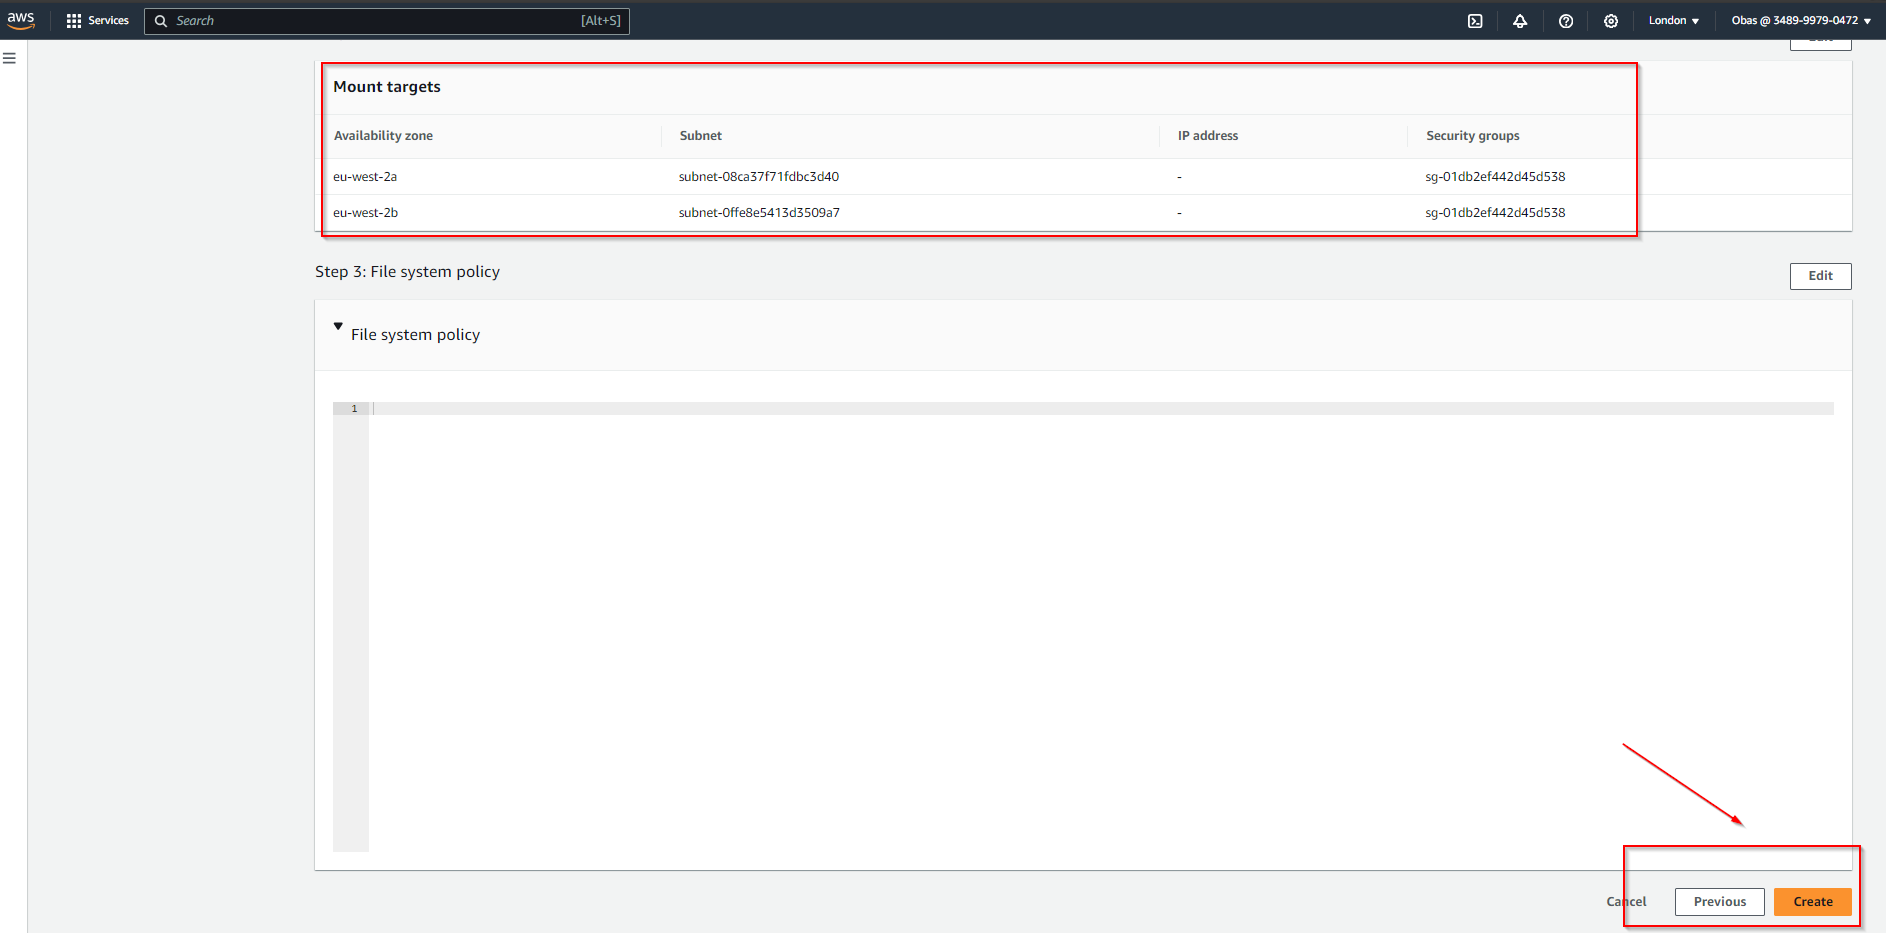 aws Services Search [Alt+S] London Obas @ 3489-9979-0472
Mount targets
Availability zone Subnet IP address Security groups
eu-west-2a subnet-08ca37f71fdbc3d40 - sg-01db2ef442d45d538
eu-west-2b subnet-0ffe8e5413d3509a7 - sg-01db2ef442d45d538
Step 3: File system policy Edit
File system policy
1
Cancel Previous Create